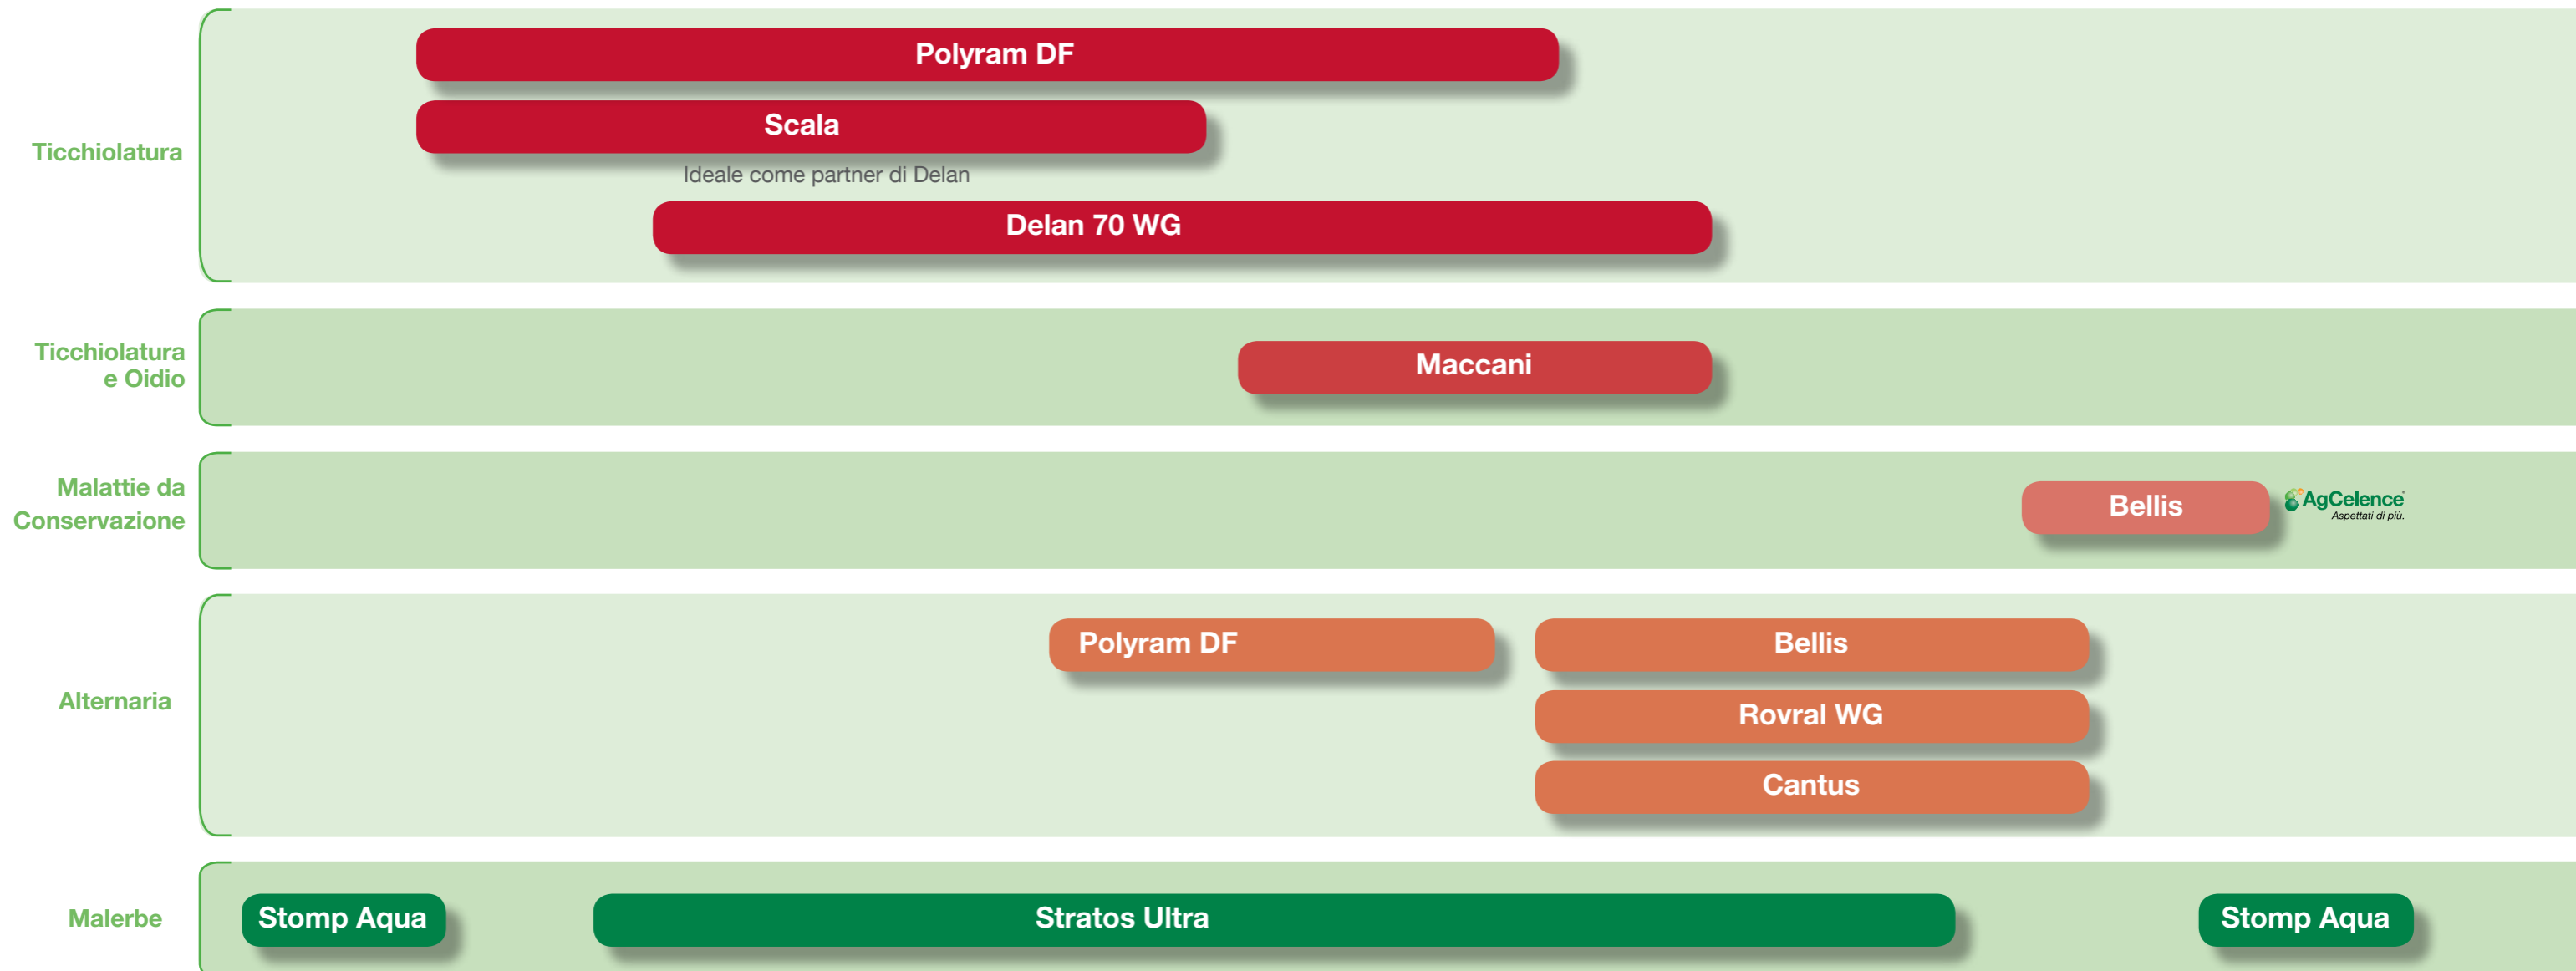 Ticchiolatura
Polyram DF
Scala
Ideale come partner di Delan
Delan 70 WG
Ticchiolatura
e Oidio
Maccani
Malattie da
Conservazione
Bellis
AgCelence
Aspettati di più.
Alternaria
Polyram DF
Bellis
Rovral WG
Cantus
Malerbe
Stomp Aqua
Stratos Ultra
Stomp Aqua